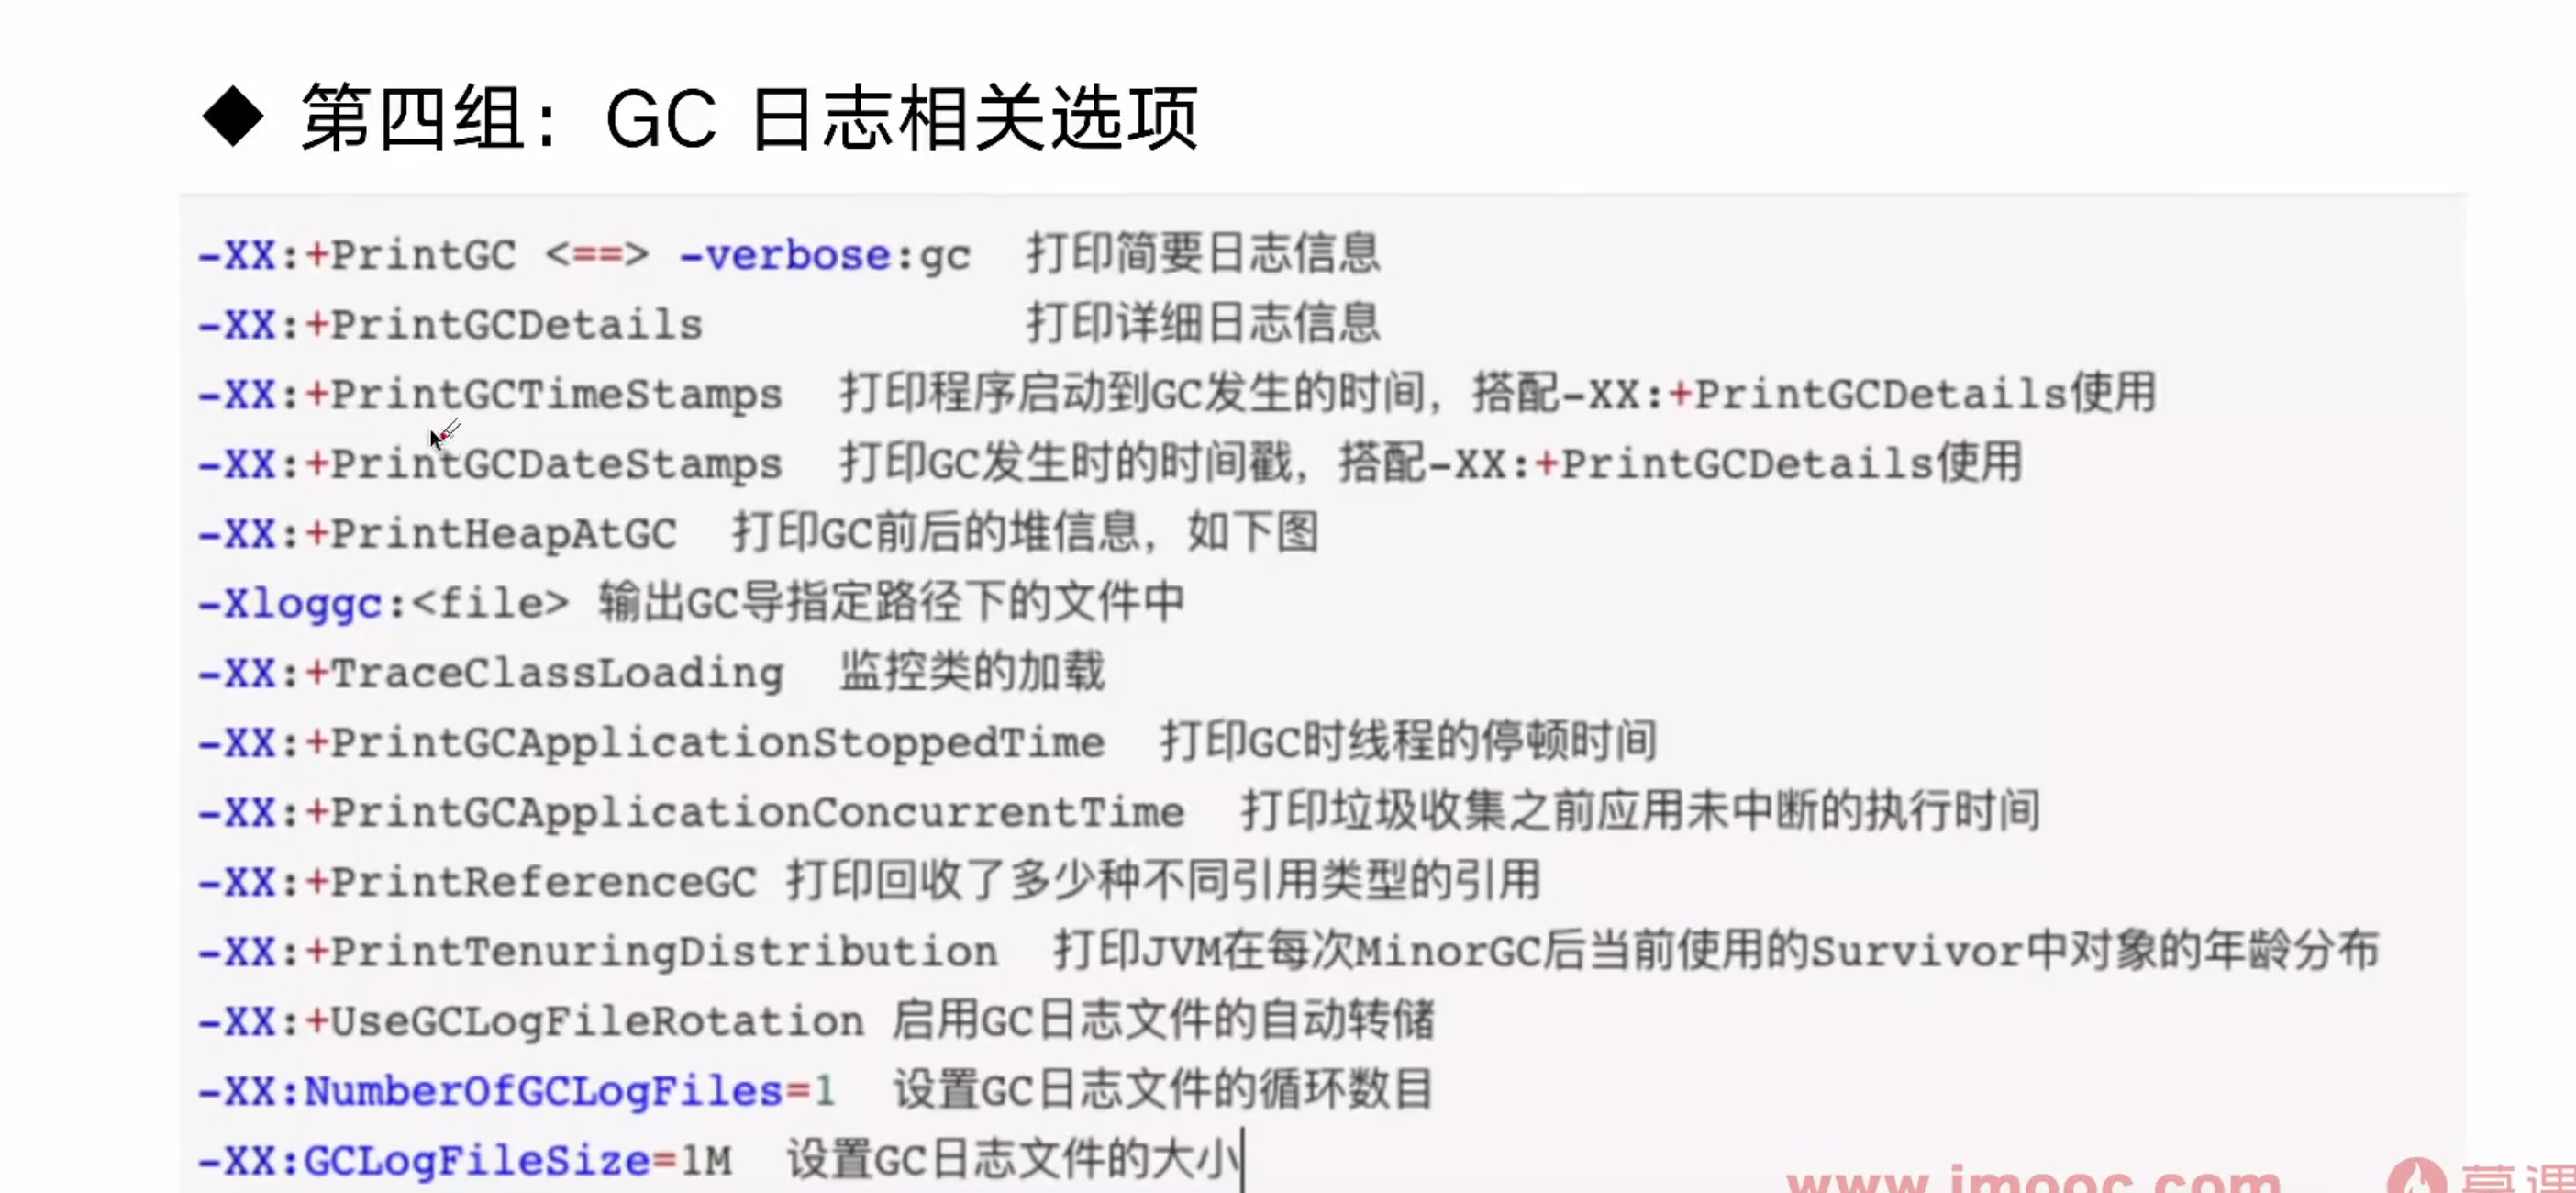 ◆ 第四组：GC 日志相关选项
-XX:+PrintGC <==> -verbose:gc  打印简要日志信息
-XX:+PrintGCDetails            打印详细日志信息
-XX:+PrintGCTimeStamps  打印程序启动到GC发生的时间，搭配-XX:+PrintGCDetails使用
-XX:+PrintGCDateStamps  打印GC发生时的时间戳，搭配-XX:+PrintGCDetails使用
-XX:+PrintHeapAtGC  打印GC前后的堆信息，如下图
-Xloggc:<file> 输出GC导指定路径下的文件中
-XX:+TraceClassLoading  监控类的加载
-XX:+PrintGCApplicationStoppedTime  打印GC时线程的停顿时间
-XX:+PrintGCApplicationConcurrentTime  打印垃圾收集之前应用未中断的执行时间
-XX:+PrintReferenceGC 打印回收了多少种不同引用类型的引用
-XX:+PrintTenuringDistribution  打印JVM在每次MinorGC后当前使用的Survivor中对象的年龄分布
-XX:+UseGCLogFileRotation 启用GC日志文件的自动转储
-XX:NumberOfGCLogFiles=1  设置GC日志文件的循环数目
-XX:GCLogFileSize=1M  设置GC日志文件的大小
www.imooc.com 慕课